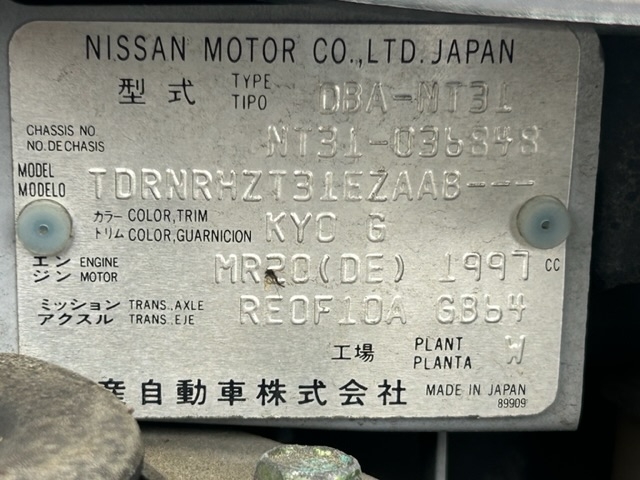 NISSAN MOTOR CO.,LTD. JAPAN
型式 TYPE TIPO DBA-NT31
CHASSIS NO. NO. DE CHASIS NT31-036848
MODEL MODELO TDRNRHZT31EZAAB---
カラー トリム COLOR,TRIM COLOR,GUARNICION KYC G
エンジン ENGINE MOTOR MR20(DE) 1997 CC
ミッション アクスル TRANS.,AXLE TRANS.,EJE RE0F10A GB64
工場 PLANT PLANTA W
産自動車株式会社 MADE IN JAPAN
89909